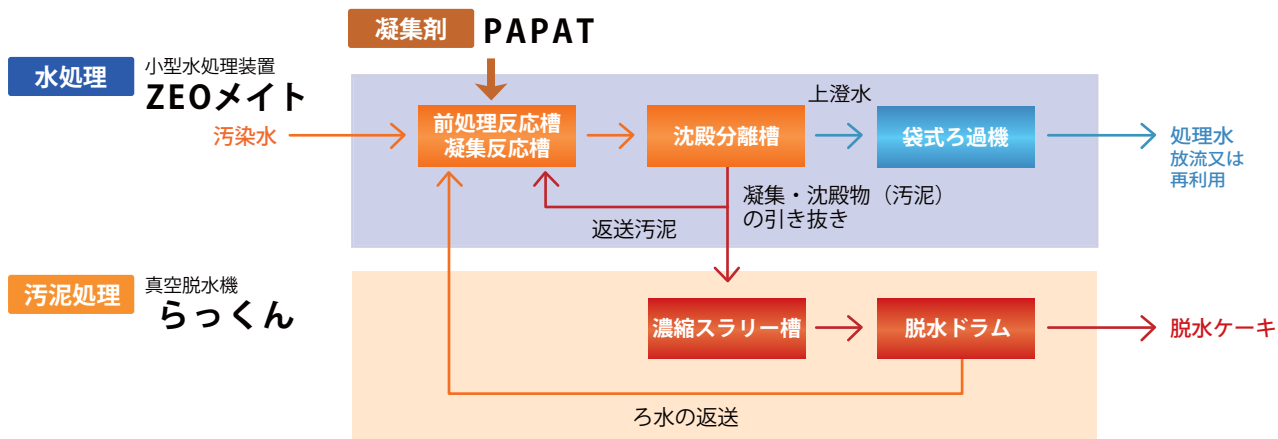 凝集剤 PAPAT
水処理
小型水処理装置
ZEOメイト
汚染水
前処理反応槽
凝集反応槽
沈殿分離槽
上澄水
袋式ろ過機
処理水
放流又は
再利用
凝集・沈殿物（汚泥）
の引き抜き
返送汚泥
汚泥処理
真空脱水機
らっくん
濃縮スラリー槽
脱水ドラム
脱水ケーキ
ろ水の返送